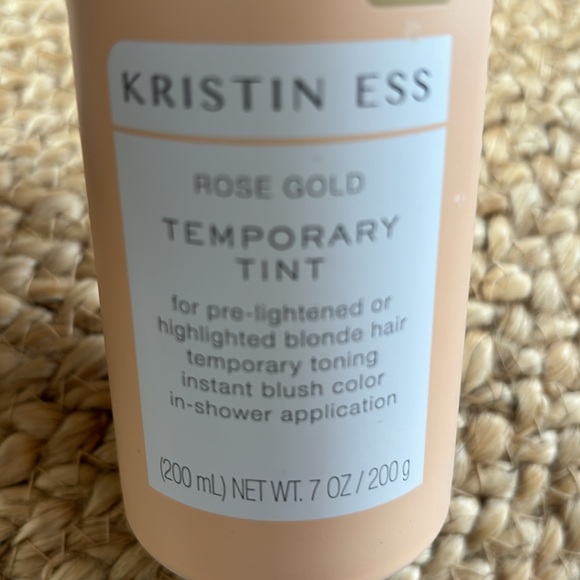 KRISTIN ESS
ROSE GOLD
TEMPORARY
TINT
for pre-lightened or
highlighted blonde hair
temporary toning
instant blush color
in-shower application
(200 mL) NET WT. 7 OZ / 200 g